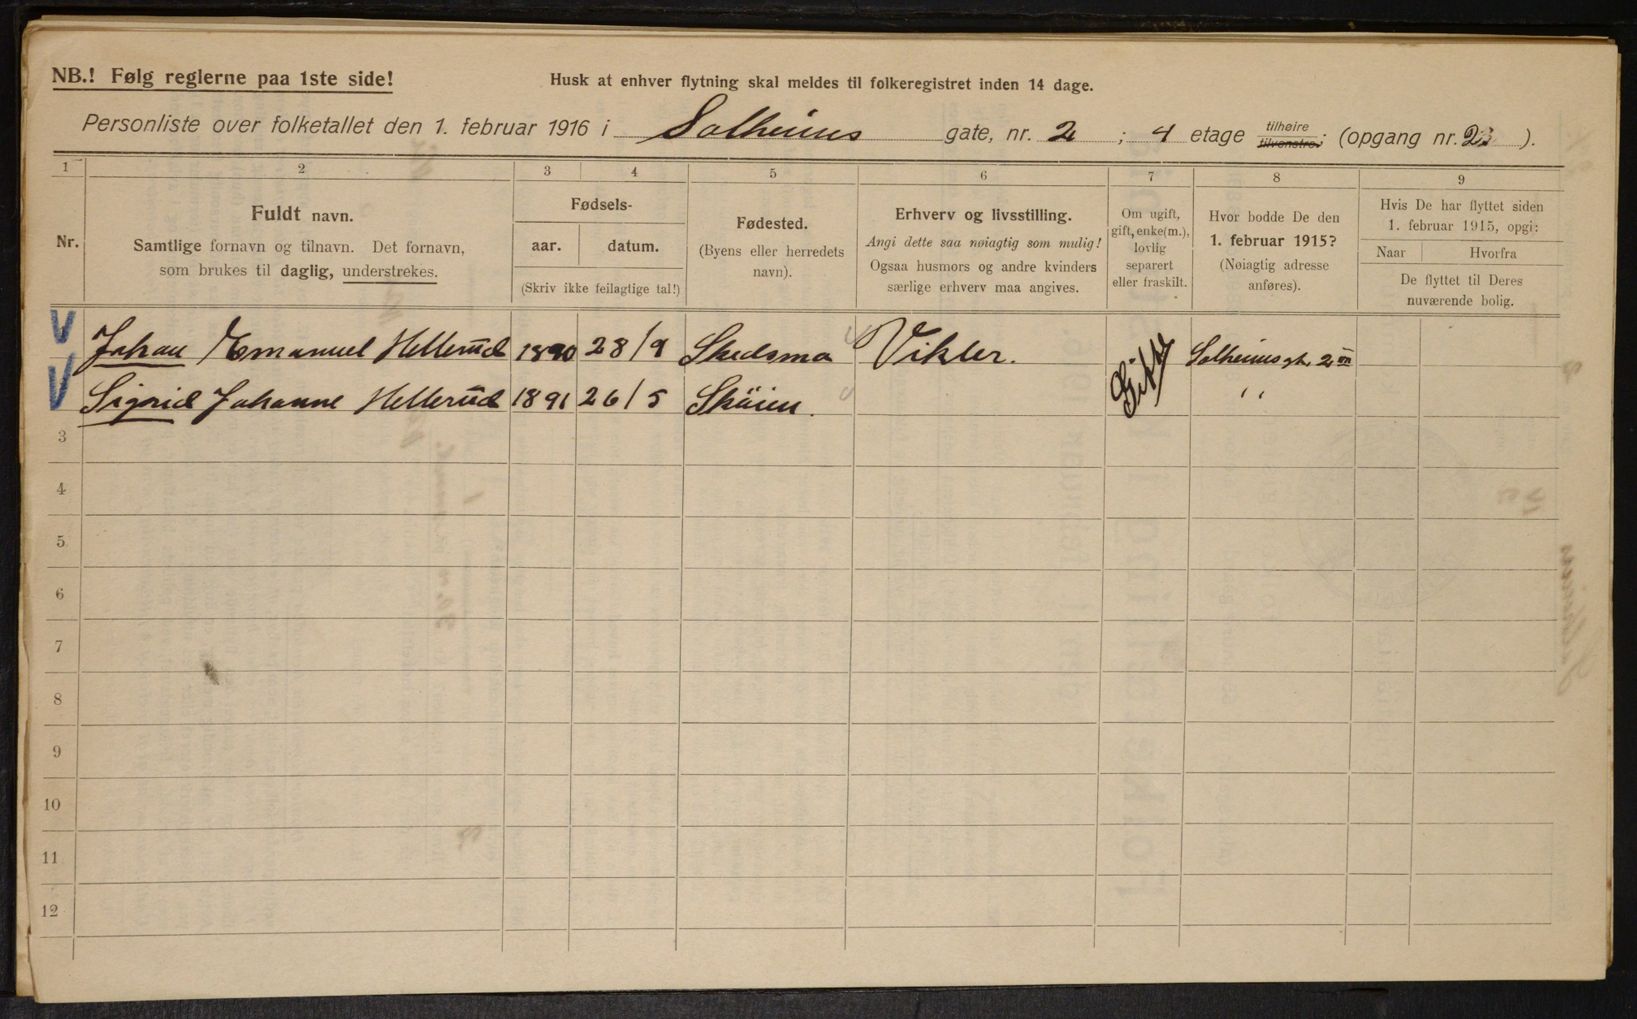 NB.! Følg reglerne paa 1ste side!
Husk at enhver flytning skal meldes til folkeregistret inden 14 dage.
Personliste over folketallet den 1. februar 1916 i Solheims gate, nr. 2 ; 4 etage tilhøire tilvenstre; (opgang nr. ).
1 2 3 4 5 6 7 8 9
Nr.
Fuldt navn.
Samtlige fornavn og tilnavn. Det fornavn,
som brukes til daglig, understrekes.
Fødsels-
aar. datum.
(Skriv ikke feilagtige tal!)
Fødested.
(Byens eller herredets
navn).
Erhverv og livsstilling.
Angi dette saa nøiagtig som mulig!
Ogsaa husmors og andre kvinders
særlige erhverv maa angives.
Om ugift,
gift, enke(m.),
lovlig
separert
eller fraskilt.
Hvor bodde De den
1. februar 1915?
(Nøiagtig adresse
anføres).
Hvis De har flyttet siden
1. februar 1915, opgi:
Naar Hvorfra
De flyttet til Deres
nuværende bolig.
Johan Emanuel Hellerud 1890 28/9 Skedsmo Vikler. Gifte Solheimsgt. 2 III
Sigrid Johanne Hellerud 1891 26/5 Skøien. ,,
3
4
5
6
7
8
9
10
11
12